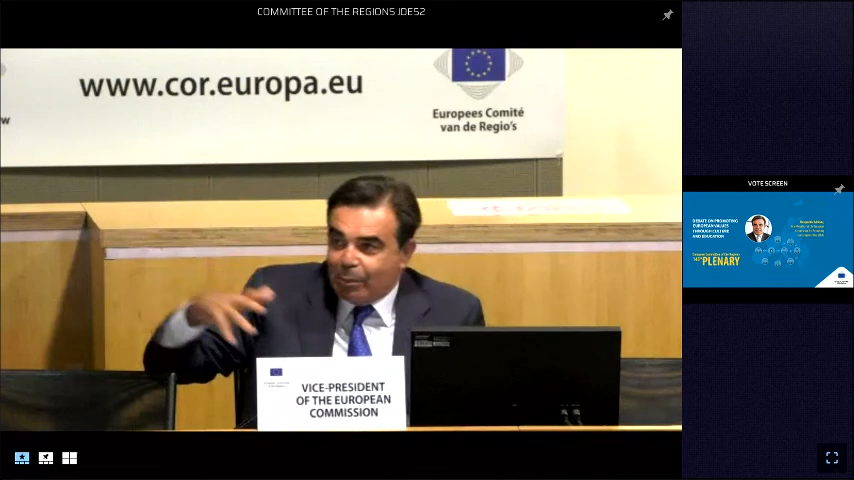 COMMITTEE OF THE REGIONS JDE52
www.cor.europa.eu
Europees Comité
van de Regio's
w
VICE-PRESIDENT
OF THE EUROPEAN
COMMISSION
VOTE SCREEN
DEBATE ON PROMOTING
EUROPEAN VALUES
THROUGH CULTURE
AND EDUCATION
PLENARY